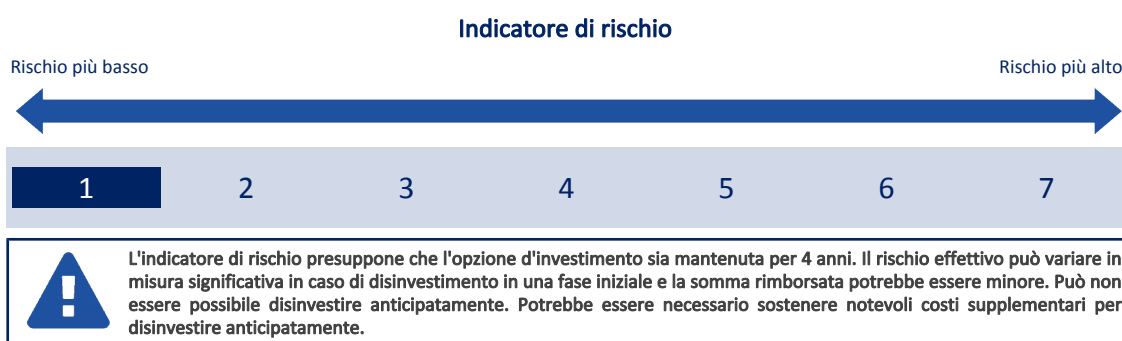 Indicatore di rischio
Rischio più basso
Rischio più alto
1 2 3 4 5 6 7
L'indicatore di rischio presuppone che l'opzione d'investimento sia mantenuta per 4 anni. Il rischio effettivo può variare in
misura significativa in caso di disinvestimento in una fase iniziale e la somma rimborsata potrebbe essere minore. Può non
essere possibile disinvestire anticipatamente. Potrebbe essere necessario sostenere notevoli costi supplementari per
disinvestire anticipatamente.